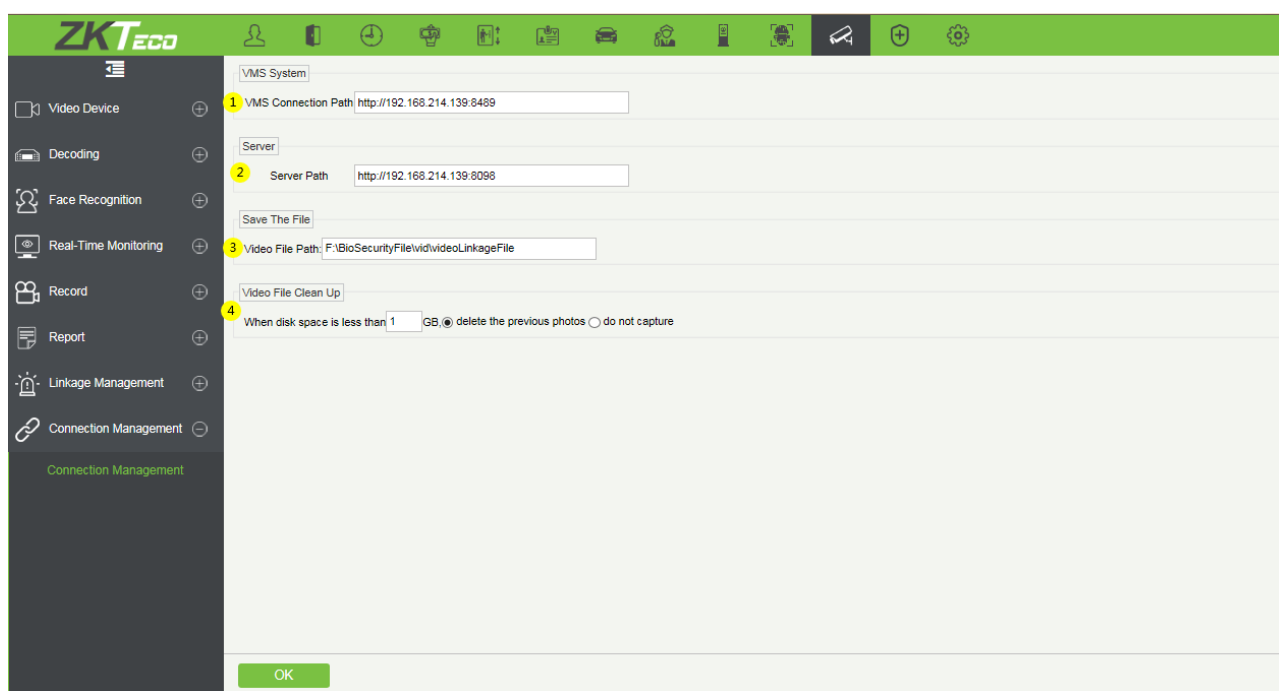 ZKTeco
VMS System
1 VMS Connection Path http://192.168.214.139:8489
Server
2 Server Path http://192.168.214.139:8098
Save The File
3 Video File Path: F:\BioSecurityFile\vid\videoLinkageFile
Video File Clean Up
4 When disk space is less than 1 GB, delete the previous photos do not capture
Video Device
Decoding
Face Recognition
Real-Time Monitoring
Record
Report
Linkage Management
Connection Management
Connection Management
OK